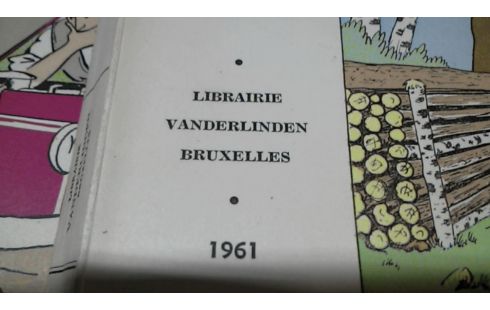 LIBRAIRIE
VANDERLINDEN
BRUXELLES
1961